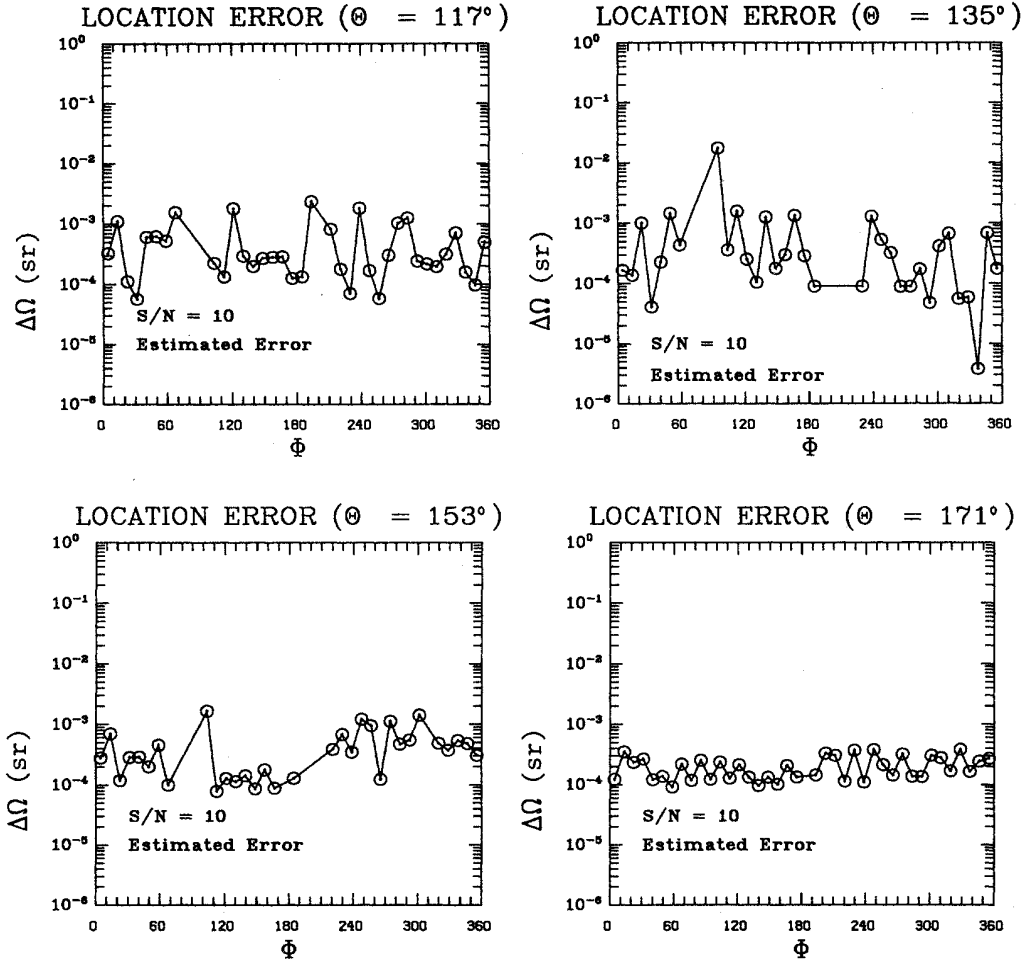 LOCATION ERROR (Θ = 117°)
10⁰
10⁻¹
10⁻²
10⁻³
10⁻⁴
10⁻⁵
10⁻⁶
ΔΩ (sr)
S/N = 10
Estimated Error
0 60 120 180 240 300 360
Φ
LOCATION ERROR (Θ = 135°)
10⁰
10⁻¹
10⁻²
10⁻³
10⁻⁴
10⁻⁵
10⁻⁶
ΔΩ (sr)
S/N = 10
Estimated Error
0 60 120 180 240 300 360
Φ
LOCATION ERROR (Θ = 153°)
10⁰
10⁻¹
10⁻²
10⁻³
10⁻⁴
10⁻⁵
10⁻⁶
ΔΩ (sr)
S/N = 10
Estimated Error
0 60 120 180 240 300 360
Φ
LOCATION ERROR (Θ = 171°)
10⁰
10⁻¹
10⁻²
10⁻³
10⁻⁴
10⁻⁵
10⁻⁶
ΔΩ (sr)
S/N = 10
Estimated Error
0 60 120 180 240 300 360
Φ